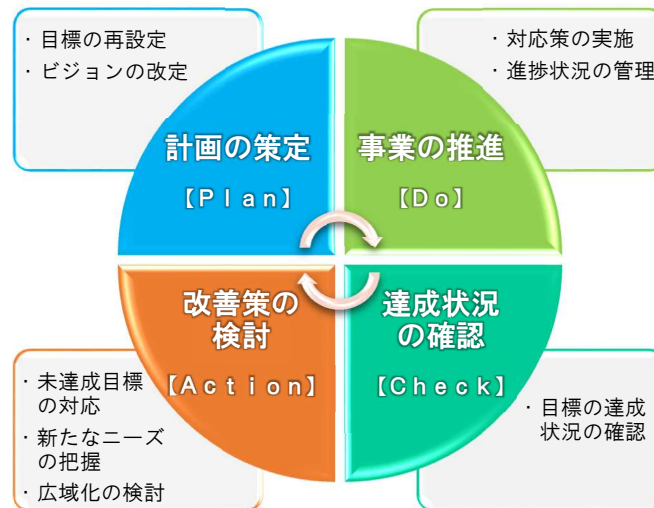 ・目標の再設定
・ビジョンの改定
・対応策の実施
・進捗状況の管理
計画の策定
【Plan】
事業の推進
【Do】
改善策の
検討
【Action】
達成状況
の確認
【Check】
・未達成目標
の対応
・新たなニーズ
の把握
・広域化の検討
・目標の達成
状況の確認